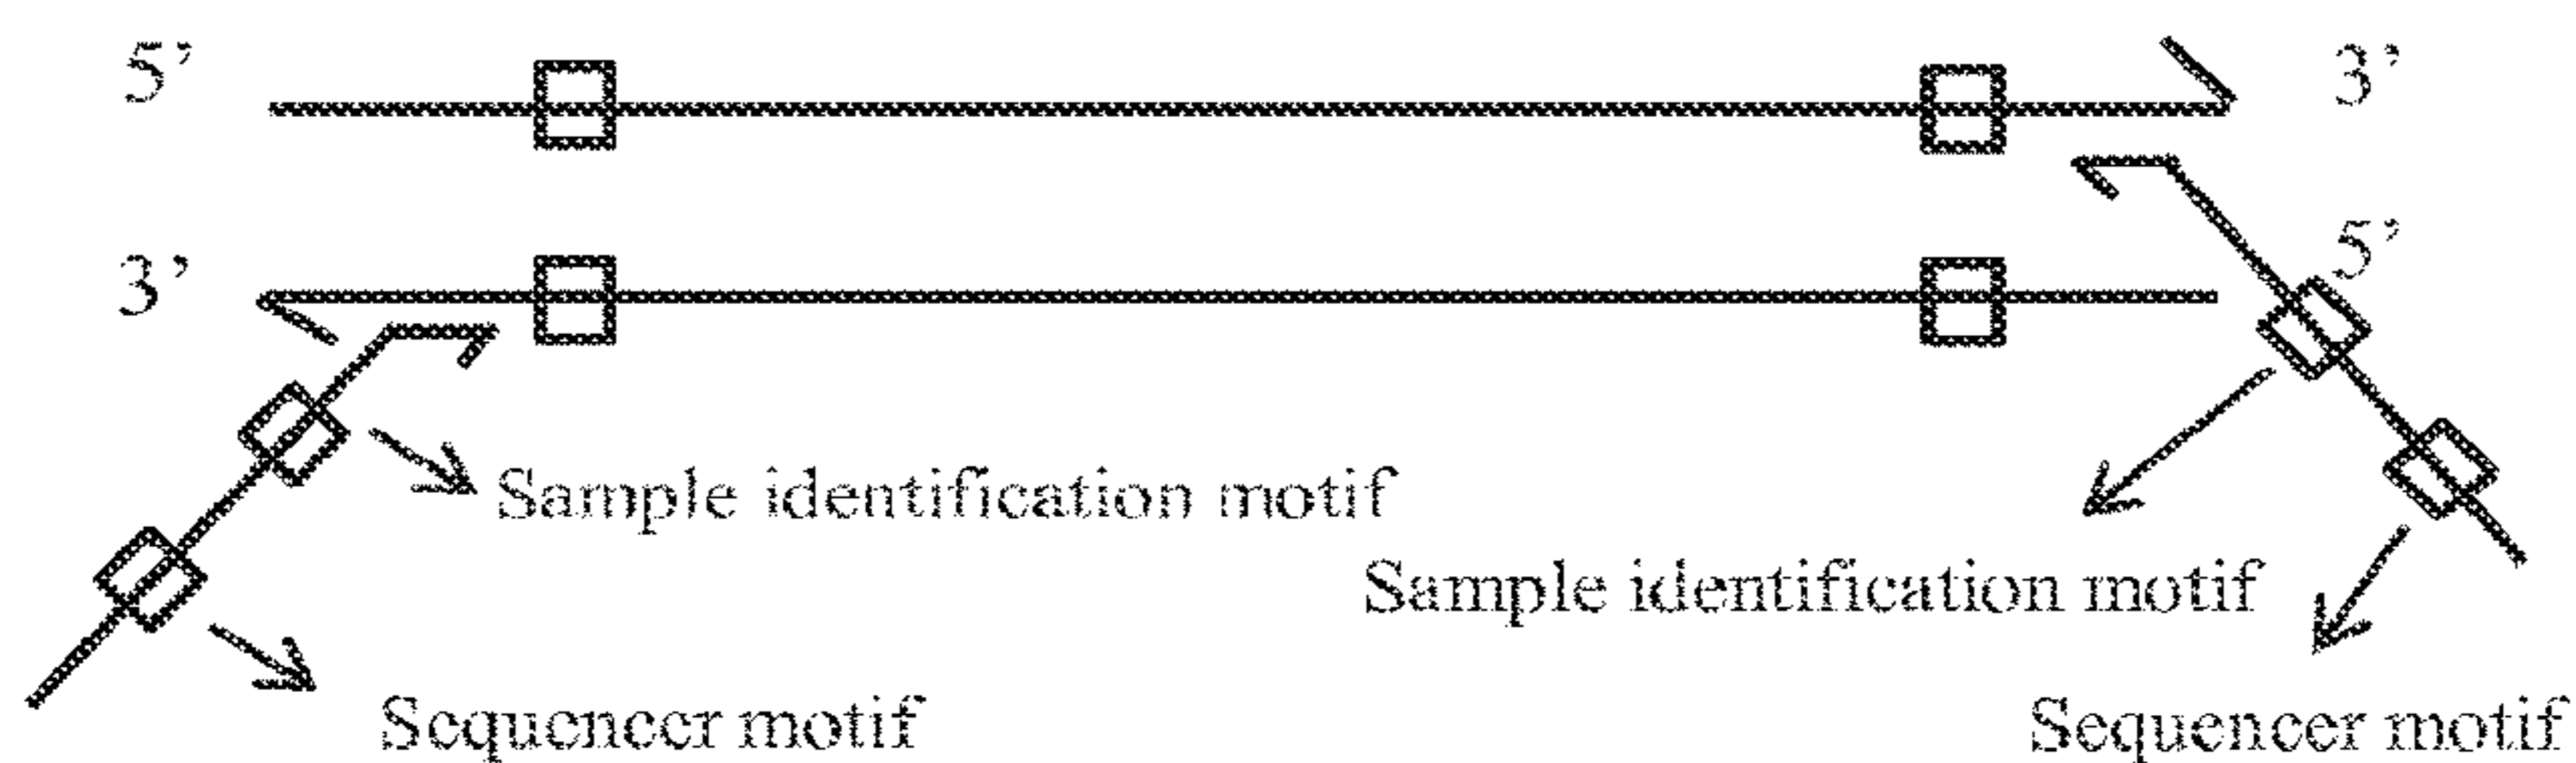 5’
3’
3’
5’
Sample identification motif
Sample identification motif
Sequencer motif
Sequencer motif